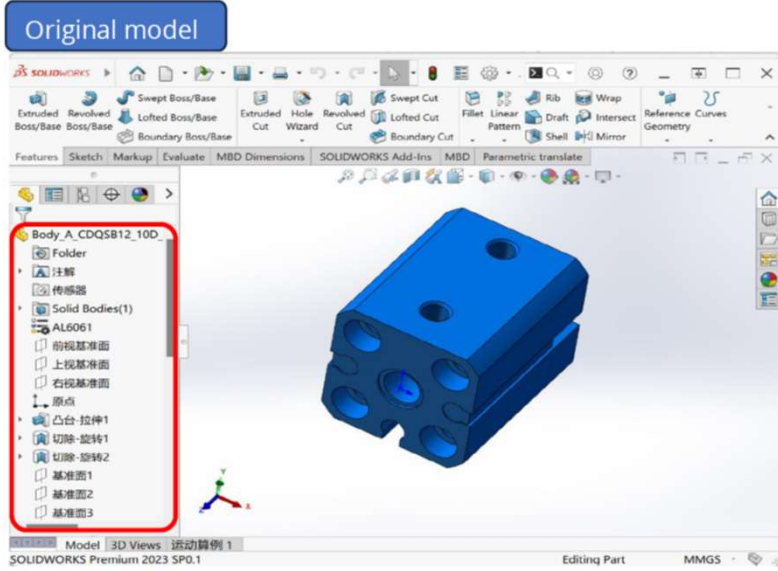 Original model
SOLIDWORKS
Extruded Boss/Base
Revolved Boss/Base
Swept Boss/Base
Lofted Boss/Base
Boundary Boss/Base
Extruded Cut
Hole Wizard
Revolved Cut
Swept Cut
Lofted Cut
Boundary Cut
Fillet
Linear Pattern
Rib
Draft
Shell
Wrap
Intersect
Mirror
Reference Geometry
Curves
Features Sketch Markup Evaluate MBD Dimensions SOLIDWORKS Add-Ins MBD Parametric translate
Body_A_CDQSB12_10D_
Folder
注解
传感器
Solid Bodies(1)
AL6061
前视基准面
上视基准面
右视基准面
原点
凸台-拉伸1
切除-旋转1
切除-旋转2
基准面1
基准面2
基准面3
Y
Z
X
Model 3D Views 运动算例 1
SOLIDWORKS Premium 2023 SP0.1 Editing Part MMGS